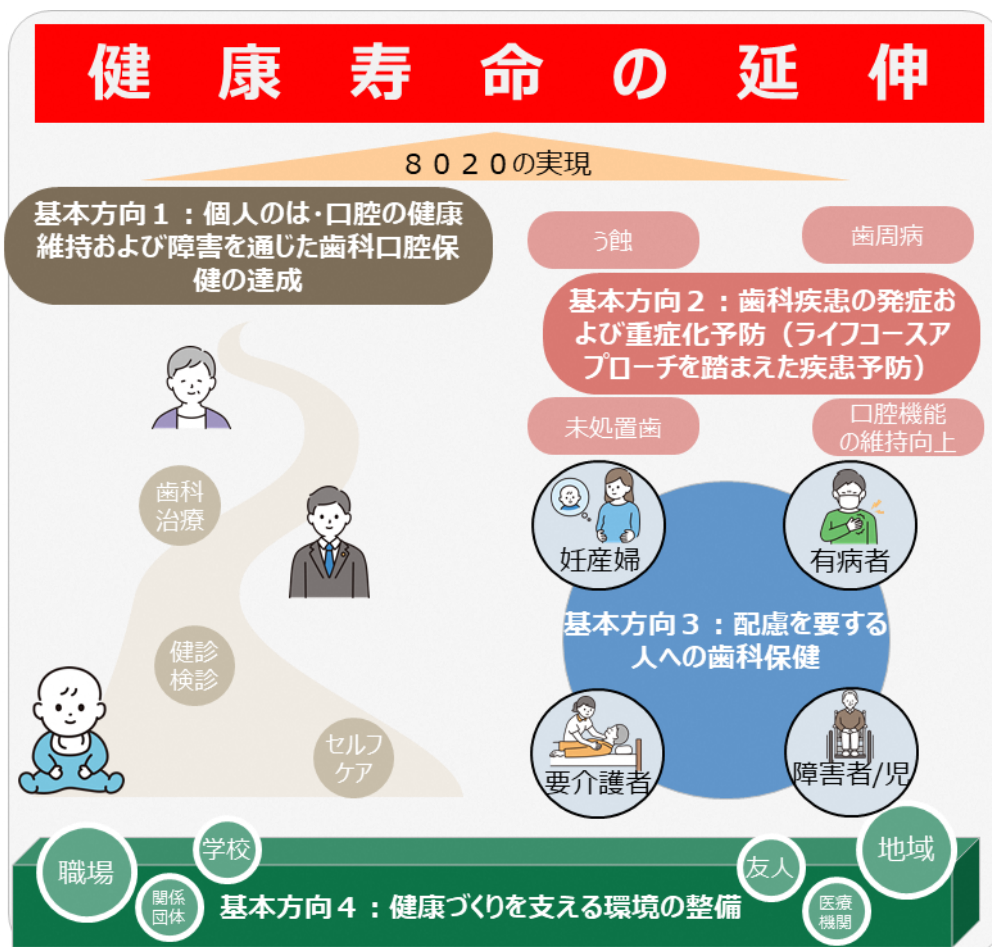 健康寿命の延伸
８０２０の実現
基本方向１：個人のは・口腔の健康
維持および障害を通じた歯科口腔保
健の達成
う蝕
歯周病
基本方向２：歯科疾患の発症お
よび重症化予防（ライフコースア
プローチを踏まえた疾患予防）
未処置歯
口腔機能
の維持向上
歯科
治療
健診
検診
セルフ
ケア
妊産婦
有病者
基本方向３：配慮を要する
人への歯科保健
要介護者
障害者/児
職場
学校
関係
団体
基本方向４：健康づくりを支える環境の整備
友人
医療
機関
地域